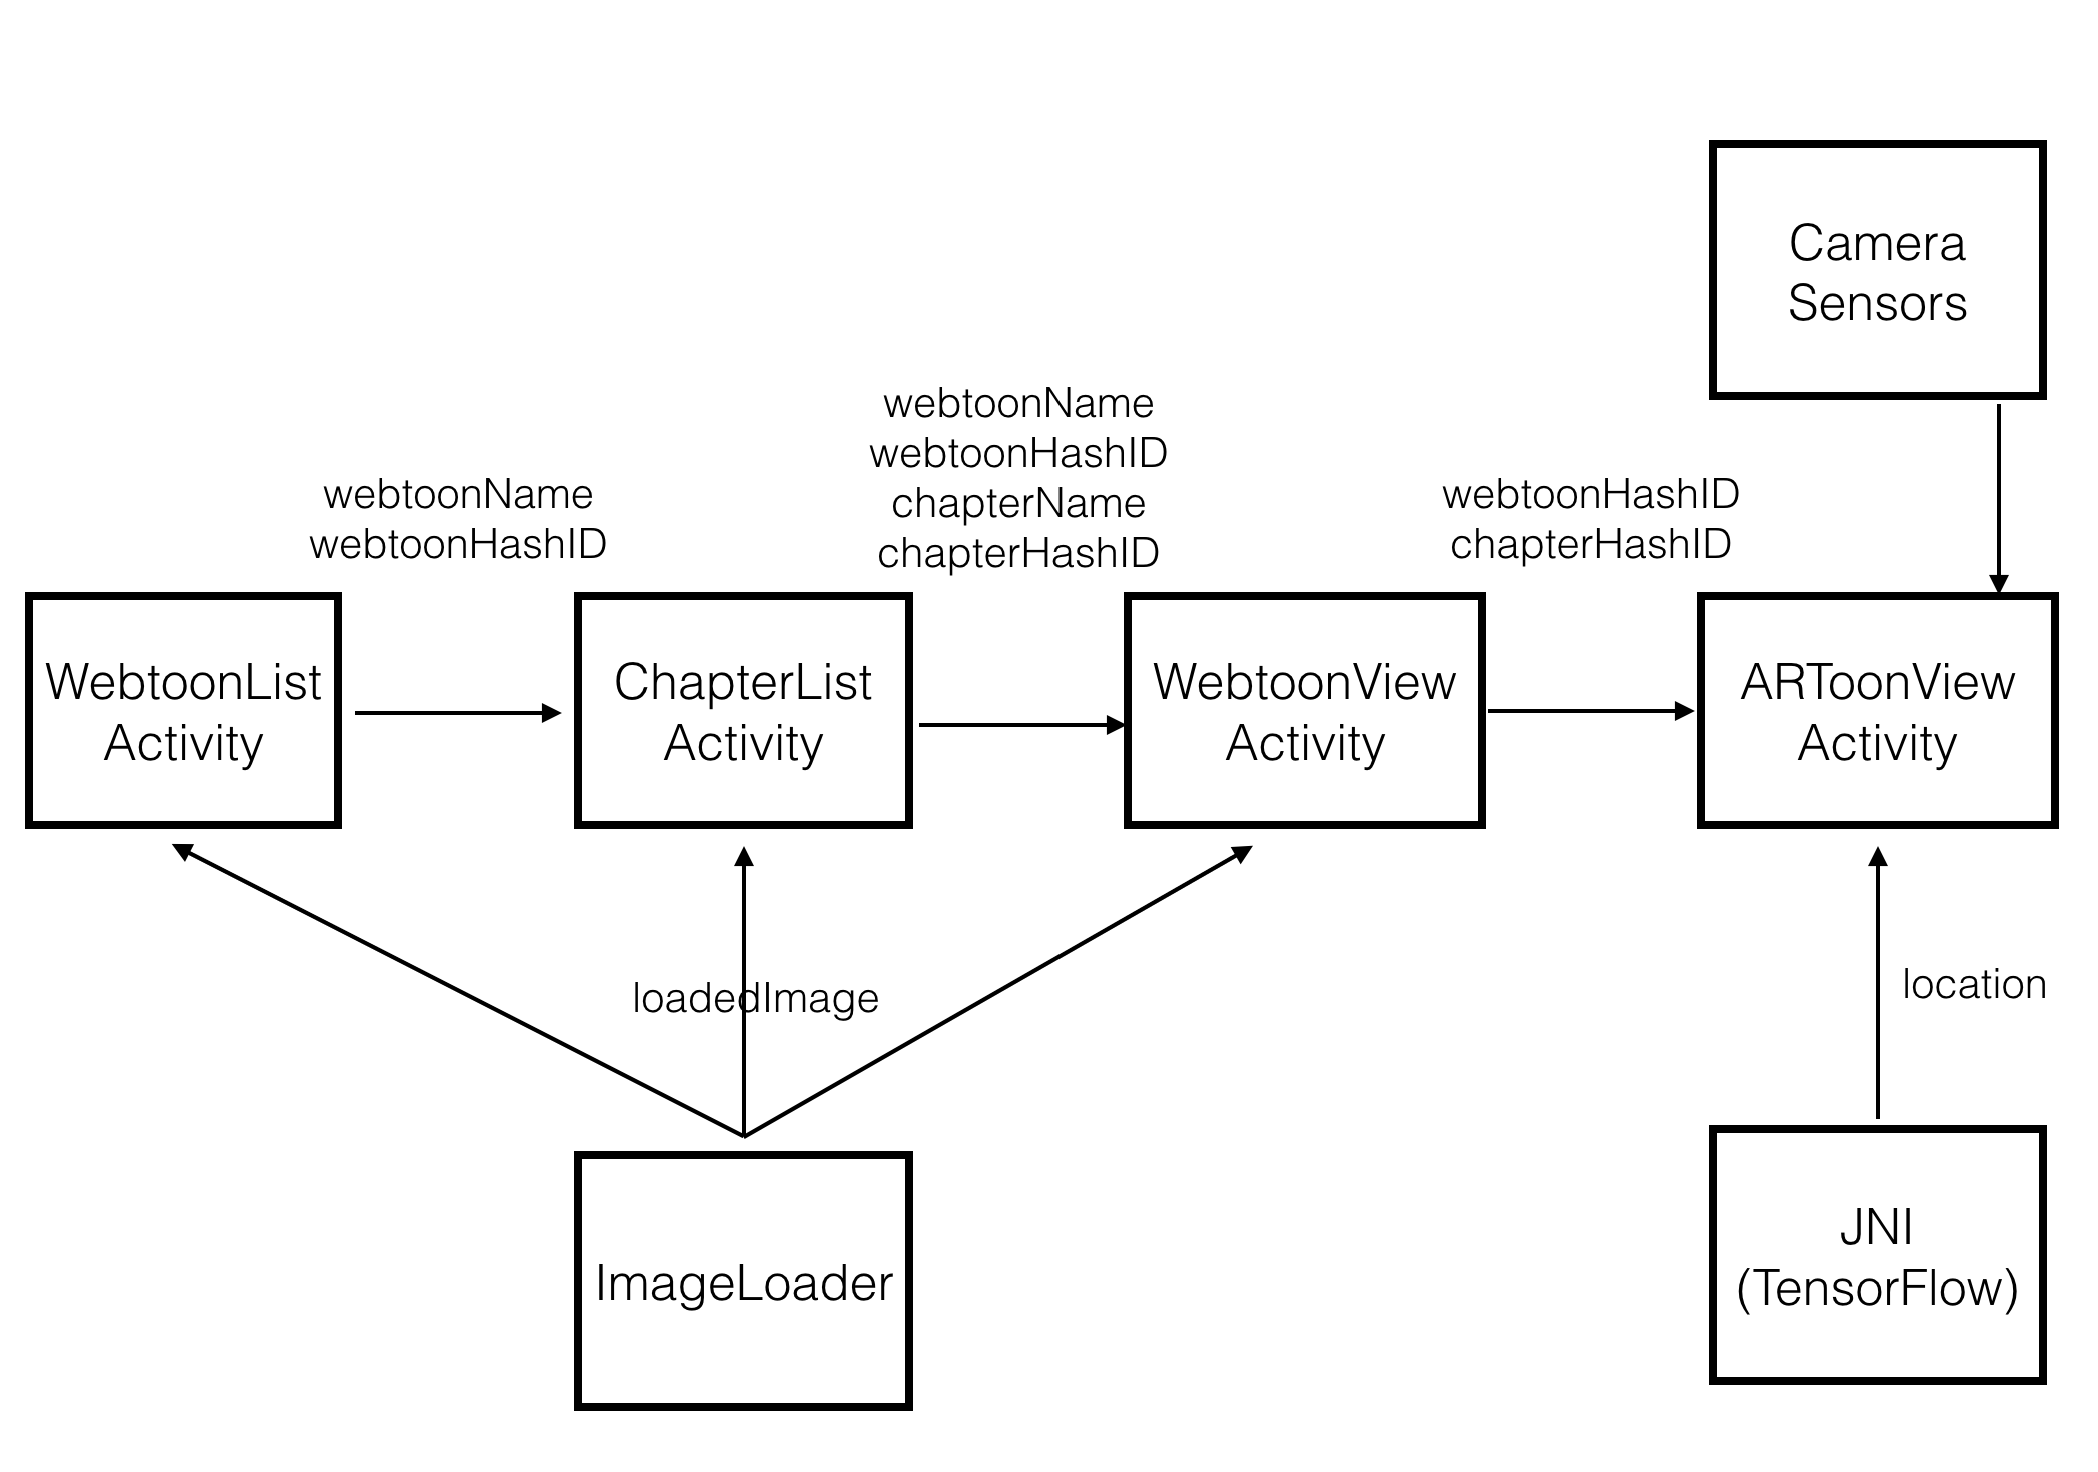 Camera
Sensors
webtoonName
webtoonHashID
webtoonName
webtoonHashID
chapterName
chapterHashID
webtoonHashID
chapterHashID
WebtoonList
Activity
ChapterList
Activity
WebtoonView
Activity
ARToonView
Activity
loadedImage
location
ImageLoader
JNI
(TensorFlow)